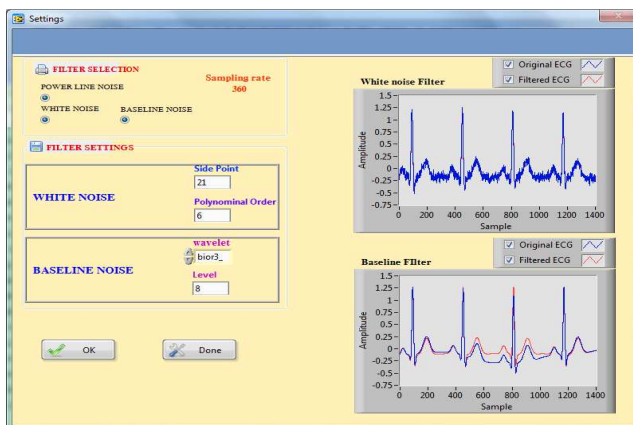 Settings
FILTER SELECTION
Sampling rate
360
POWER LINE NOISE
WHITE NOISE BASELINE NOISE
FILTER SETTINGS
WHITE NOISE
Side Point
21
Polynominal Order
6
BASELINE NOISE
wavelet
bior3_
Level
8
OK Done
White noise Filter
Original ECG
Filtered ECG
Amplitude
1.5
1.25
1
0.75
0.5
0.25
0
-0.25
-0.5
-0.75
0 200 400 600 800 1000 1200 1400
Sample
Baseline FIlter
Original ECG
Filtered ECG
Amplitude
1.5
1.25
1
0.75
0.5
0.25
0
-0.25
-0.5
-0.75
0 200 400 600 800 1000 1200 1400
Sample